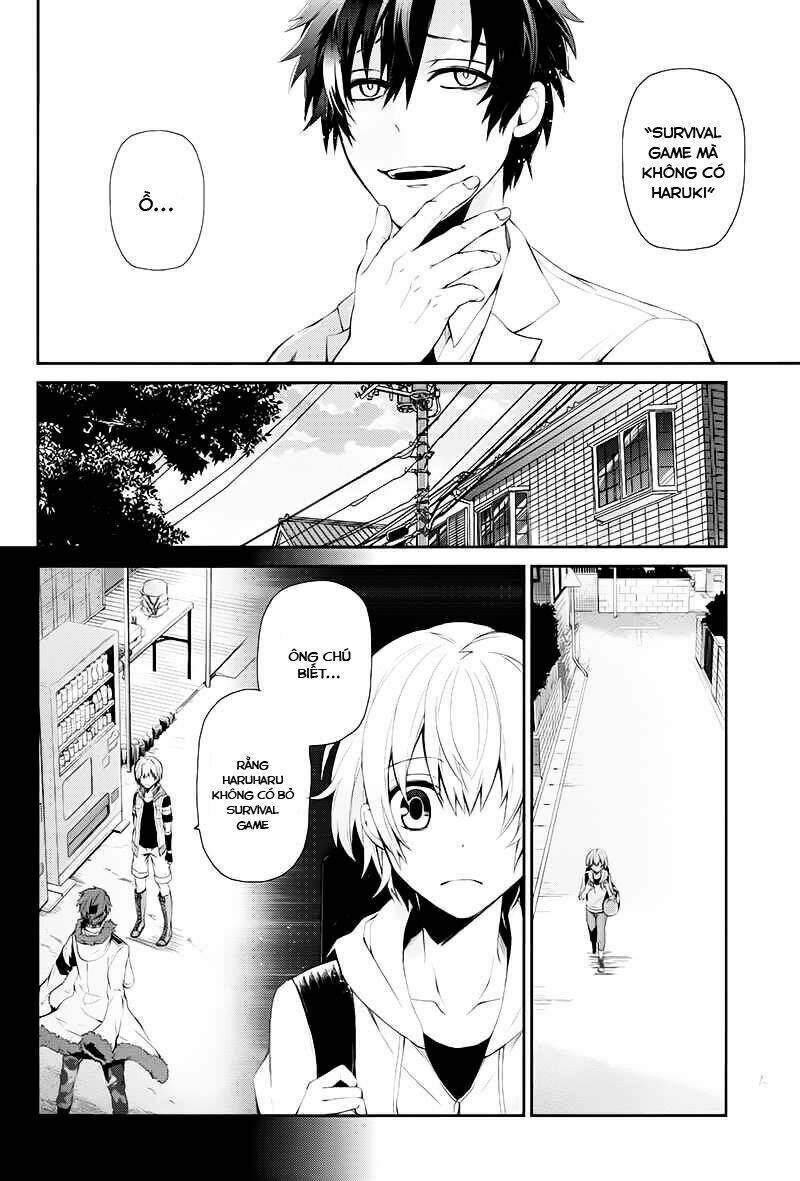 “SURVIVAL
GAME MÀ
KHÔNG CÓ
HARUKI”
Ồ...
ÔNG CHÚ
BIẾT...
RẰNG
HARUHARU
KHÔNG CÓ BỎ
SURVIVAL
GAME